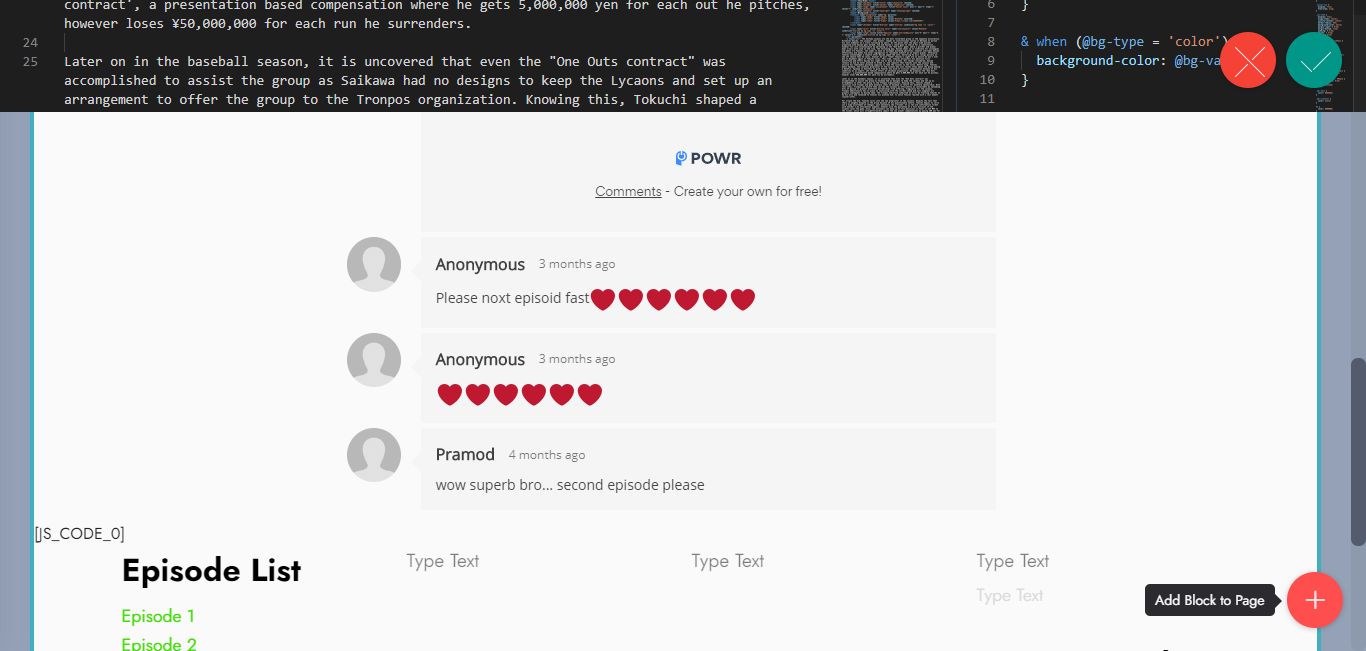 contract', a presentation based compensation where he gets 5,000,000 yen for each out he pitches,
however loses ¥50,000,000 for each run he surrenders.
24
25 Later on in the baseball season, it is uncovered that even the "One Outs contract" was
accomplished to assist the group as Saikawa had no designs to keep the Lycaons and set up an
arrangement to offer the group to the Tronpos organization. Knowing this, Tokuchi shaped a
6 }
7
8 & when (@bg-type = 'color')
9 background-color: @bg-va
10 }
11
POWR
Comments - Create your own for free!
Anonymous 3 months ago
Please noxt episoid fast❤❤❤❤❤❤
Anonymous 3 months ago
❤❤❤❤❤❤
Pramod 4 months ago
wow superb bro... second episode please
[JS_CODE_0]
Episode List
Type Text
Type Text
Type Text
Type Text
Episode 1
Episode 2
Add Block to Page